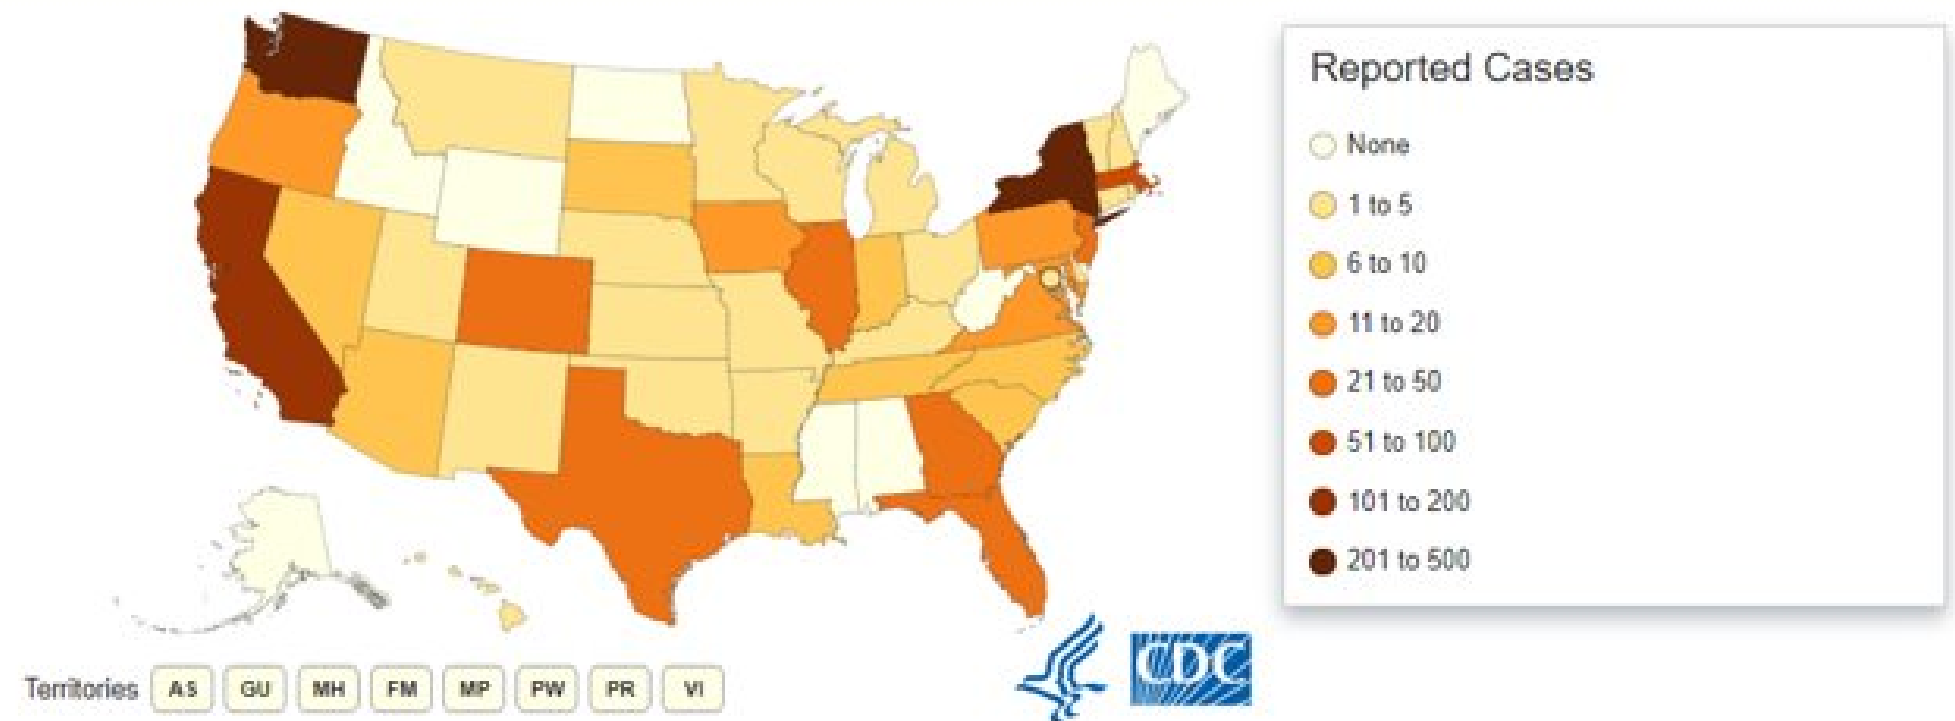 Reported Cases
None
1 to 5
6 to 10
11 to 20
21 to 50
51 to 100
101 to 200
201 to 500
CDC
Territories AS GU MH FM MP PW PR VI